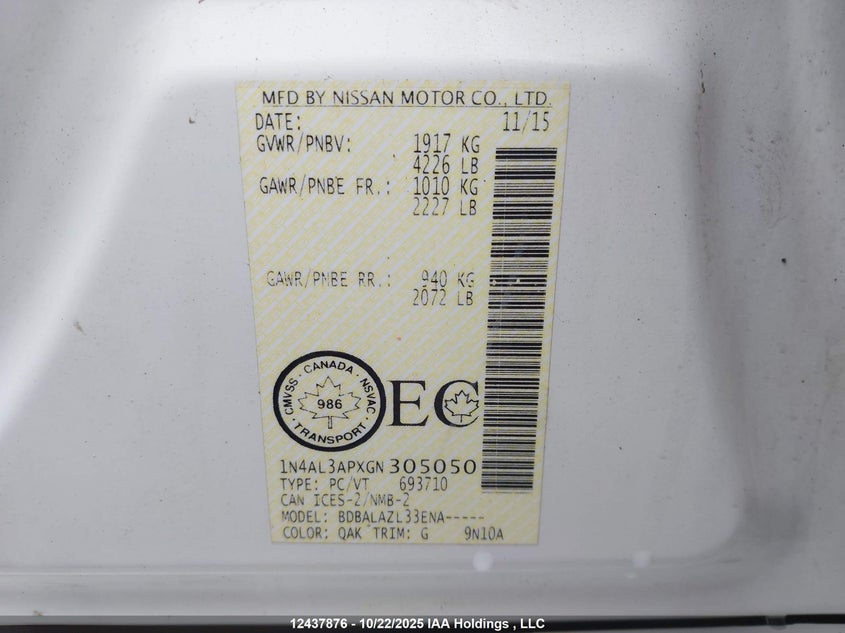 MFD BY NISSAN MOTOR CO., LTD.
DATE: 11/15
GVWR/PNBV: 1917 KG
4226 LB
GAWR/PNBE FR.: 1010 KG
2227 LB
GAWR/PNBE RR.: 940 KG
2072 LB
CMVSS · CANADA · NSVAC · TRANSPORT ·
986
EC
1N4AL3APXGN305050
TYPE: PC/VT 693710
CAN ICES-2/NMB-2
MODEL: BDBALAZL33ENA-----
COLOR: QAK TRIM: G 9N10A
12437876 - 10/22/2025 IAA Holdings , LLC